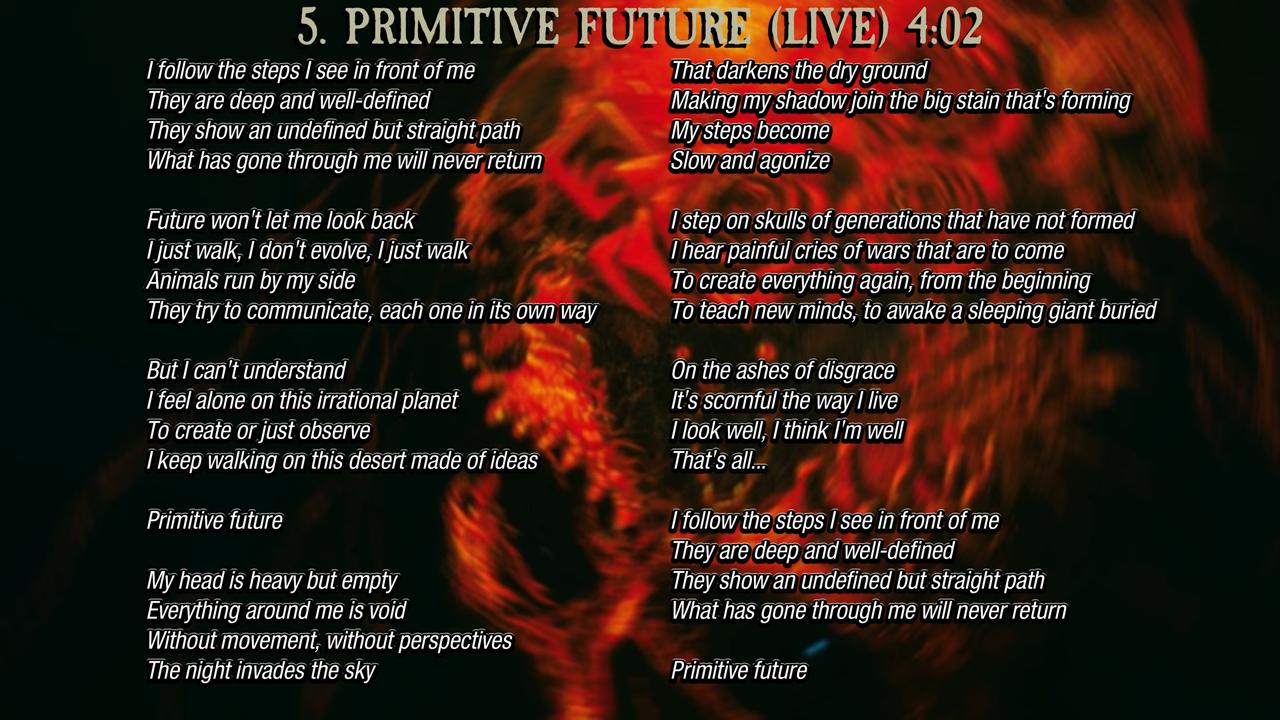 5. PRIMITIVE FUTURE (LIVE) 4:02
I follow the steps I see in front of me
They are deep and well-defined
They show an undefined but straight path
What has gone through me will never return
Future won't let me look back
I just walk, I don't evolve, I just walk
Animals run by my side
They try to communicate, each one in its own way
But I can't understand
I feel alone on this irrational planet
To create or just observe
I keep walking on this desert made of ideas
Primitive future
My head is heavy but empty
Everything around me is void
Without movement, without perspectives
The night invades the sky
That darkens the dry ground
Making my shadow join the big stain that's forming
My steps become
Slow and agonize
I step on skulls of generations that have not formed
I hear painful cries of wars that are to come
To create everything again, from the beginning
To teach new minds, to awake a sleeping giant buried
On the ashes of disgrace
It's scornful the way I live
I look well, I think I'm well
That's all...
I follow the steps I see in front of me
They are deep and well-defined
They show an undefined but straight path
What has gone through me will never return
Primitive future